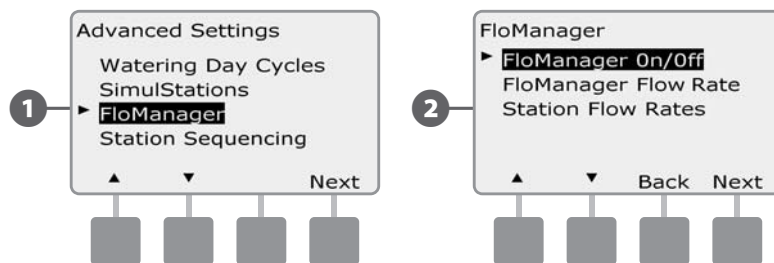 Advanced Settings
Watering Day Cycles
SimulStations
FloManager
Station Sequencing
Next
1
FloManager
FloManager On/Off
FloManager Flow Rate
Station Flow Rates
Back Next
2